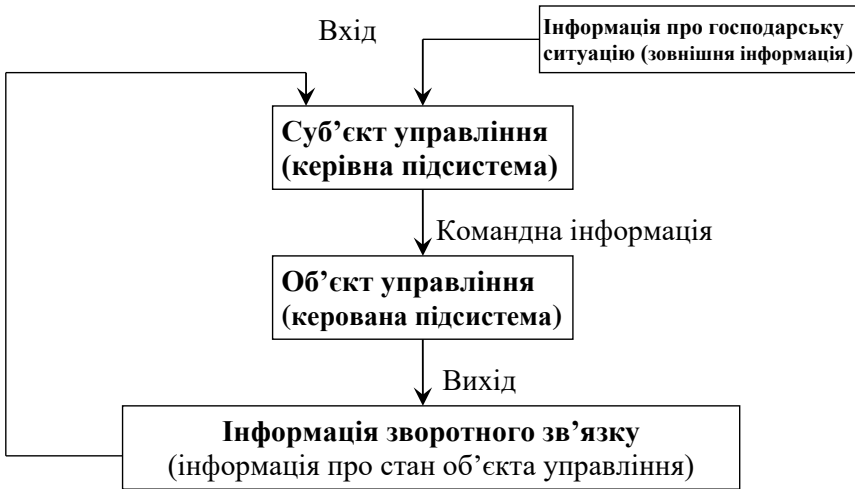 Вхід
Інформація про господарську
ситуацію (зовнішня інформація)
Суб’єкт управління
(керівна підсистема)
Командна інформація
Об’єкт управління
(керована підсистема)
Вихід
Інформація зворотного зв’язку
(інформація про стан об’єкта управління)